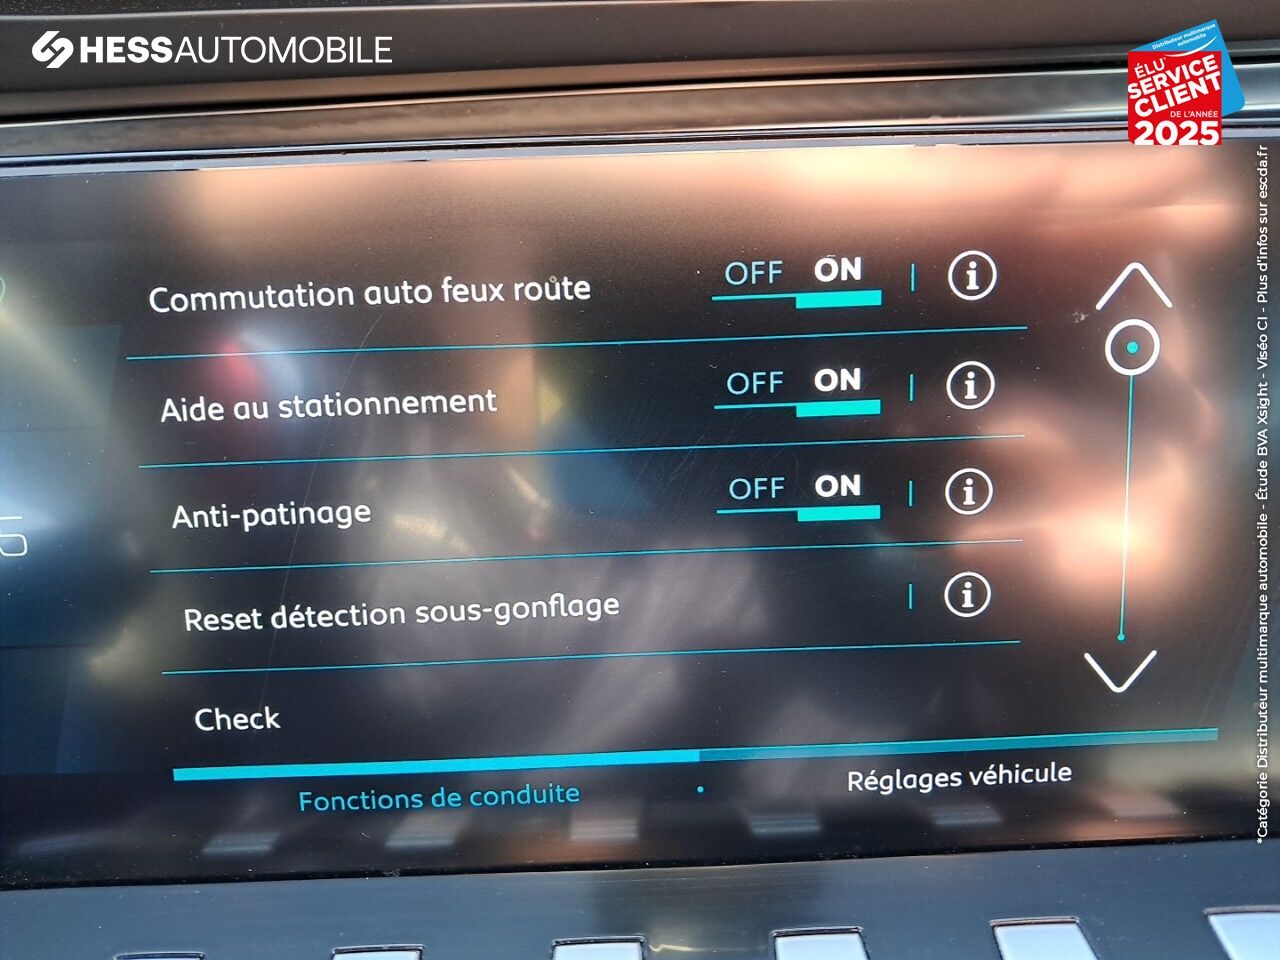 HESSAUTOMOBILE
Distributeur multimarque
automobile
ÉLU
SERVICE
CLIENT
DE L'ANNÉE
2025
*Catégorie Distributeur multimarque automobile - Étude BVA Xsight - Viséo CI - Plus d'infos sur escda.fr
Commutation auto feux route OFF ON
Aide au stationnement OFF ON
Anti-patinage OFF ON
5
Reset détection sous-gonflage
Check
Fonctions de conduite Réglages véhicule